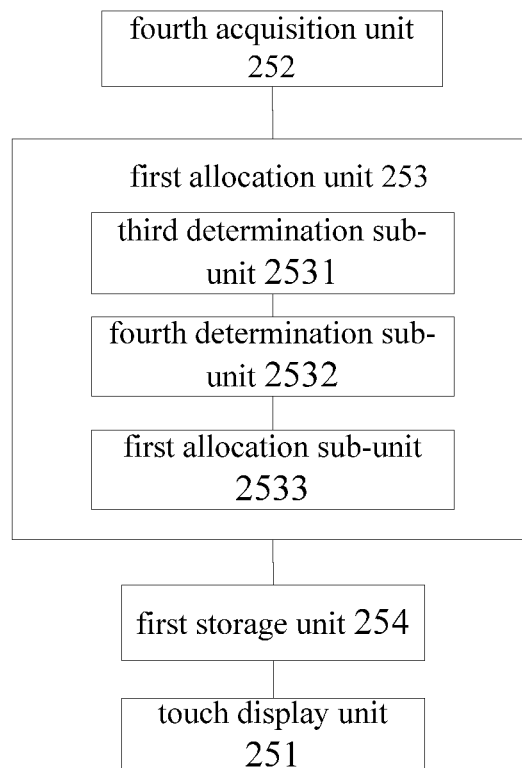 fourth acquisition unit
252
first allocation unit 253
third determination sub-
unit 2531
fourth determination sub-
unit 2532
first allocation sub-unit
2533
first storage unit 254
touch display unit
251